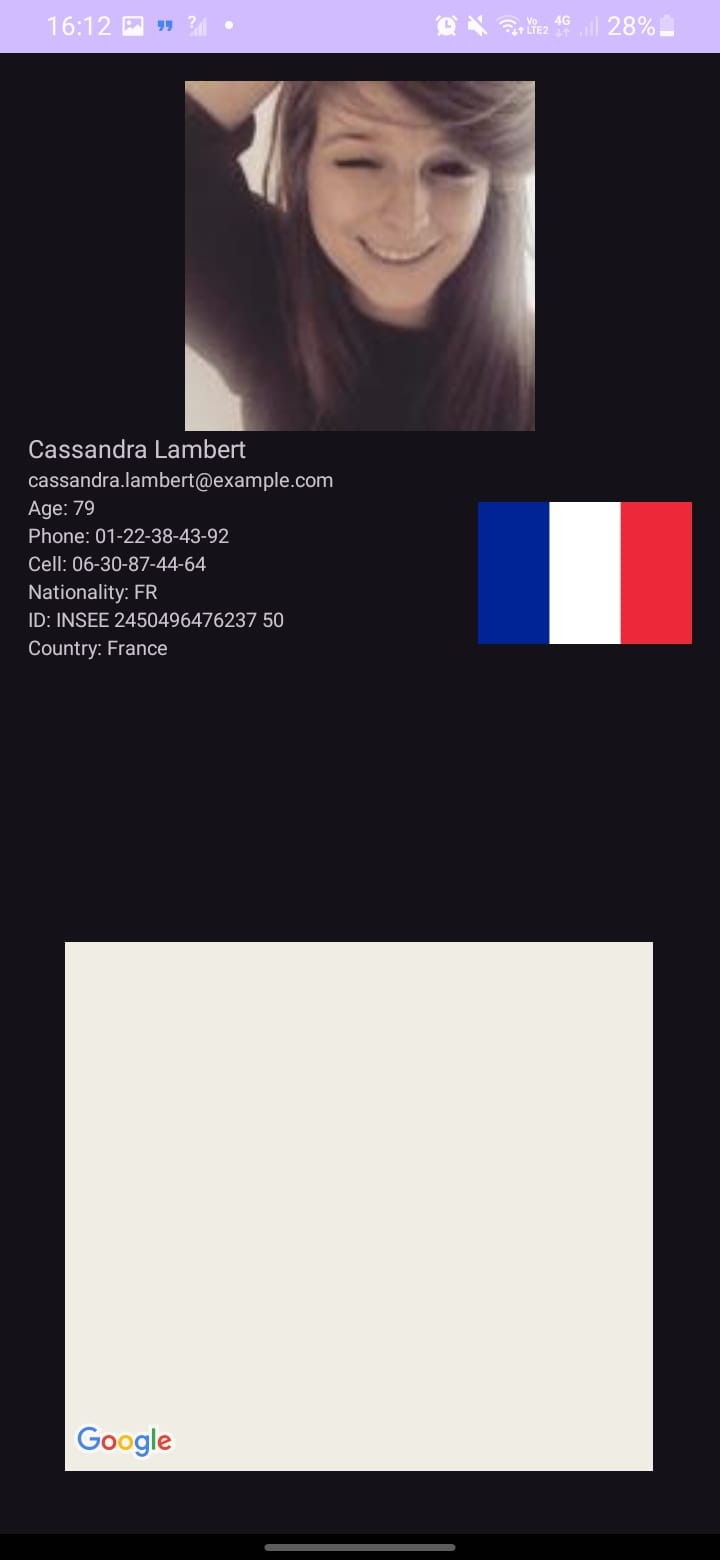 16:12
Vo
LTE2
4G
28%
Cassandra Lambert
cassandra.lambert@example.com
Age: 79
Phone: 01-22-38-43-92
Cell: 06-30-87-44-64
Nationality: FR
ID: INSEE 2450496476237 50
Country: France
Google